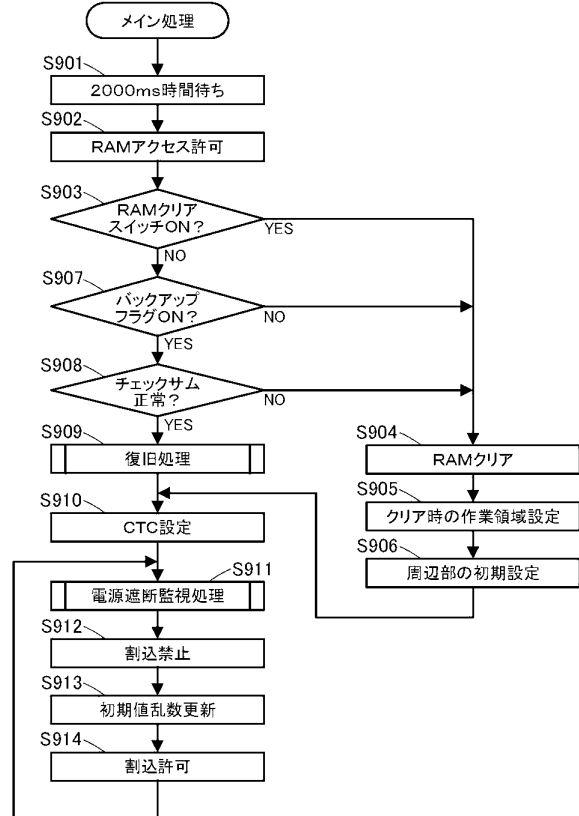 メイン処理
S901
2000ms時間待ち
S902
RAMアクセス許可
S903
RAMクリア
スイッチON?
YES
NO
S907
バックアップ
フラグON?
NO
YES
S908
チェックサム
正常?
NO
YES
S909
復旧処理
S904
RAMクリア
S910
CTC設定
S905
クリア時の作業領域設定
S906
周辺部の初期設定
S911
電源遮断監視処理
S912
割込禁止
S913
初期値乱数更新
S914
割込許可